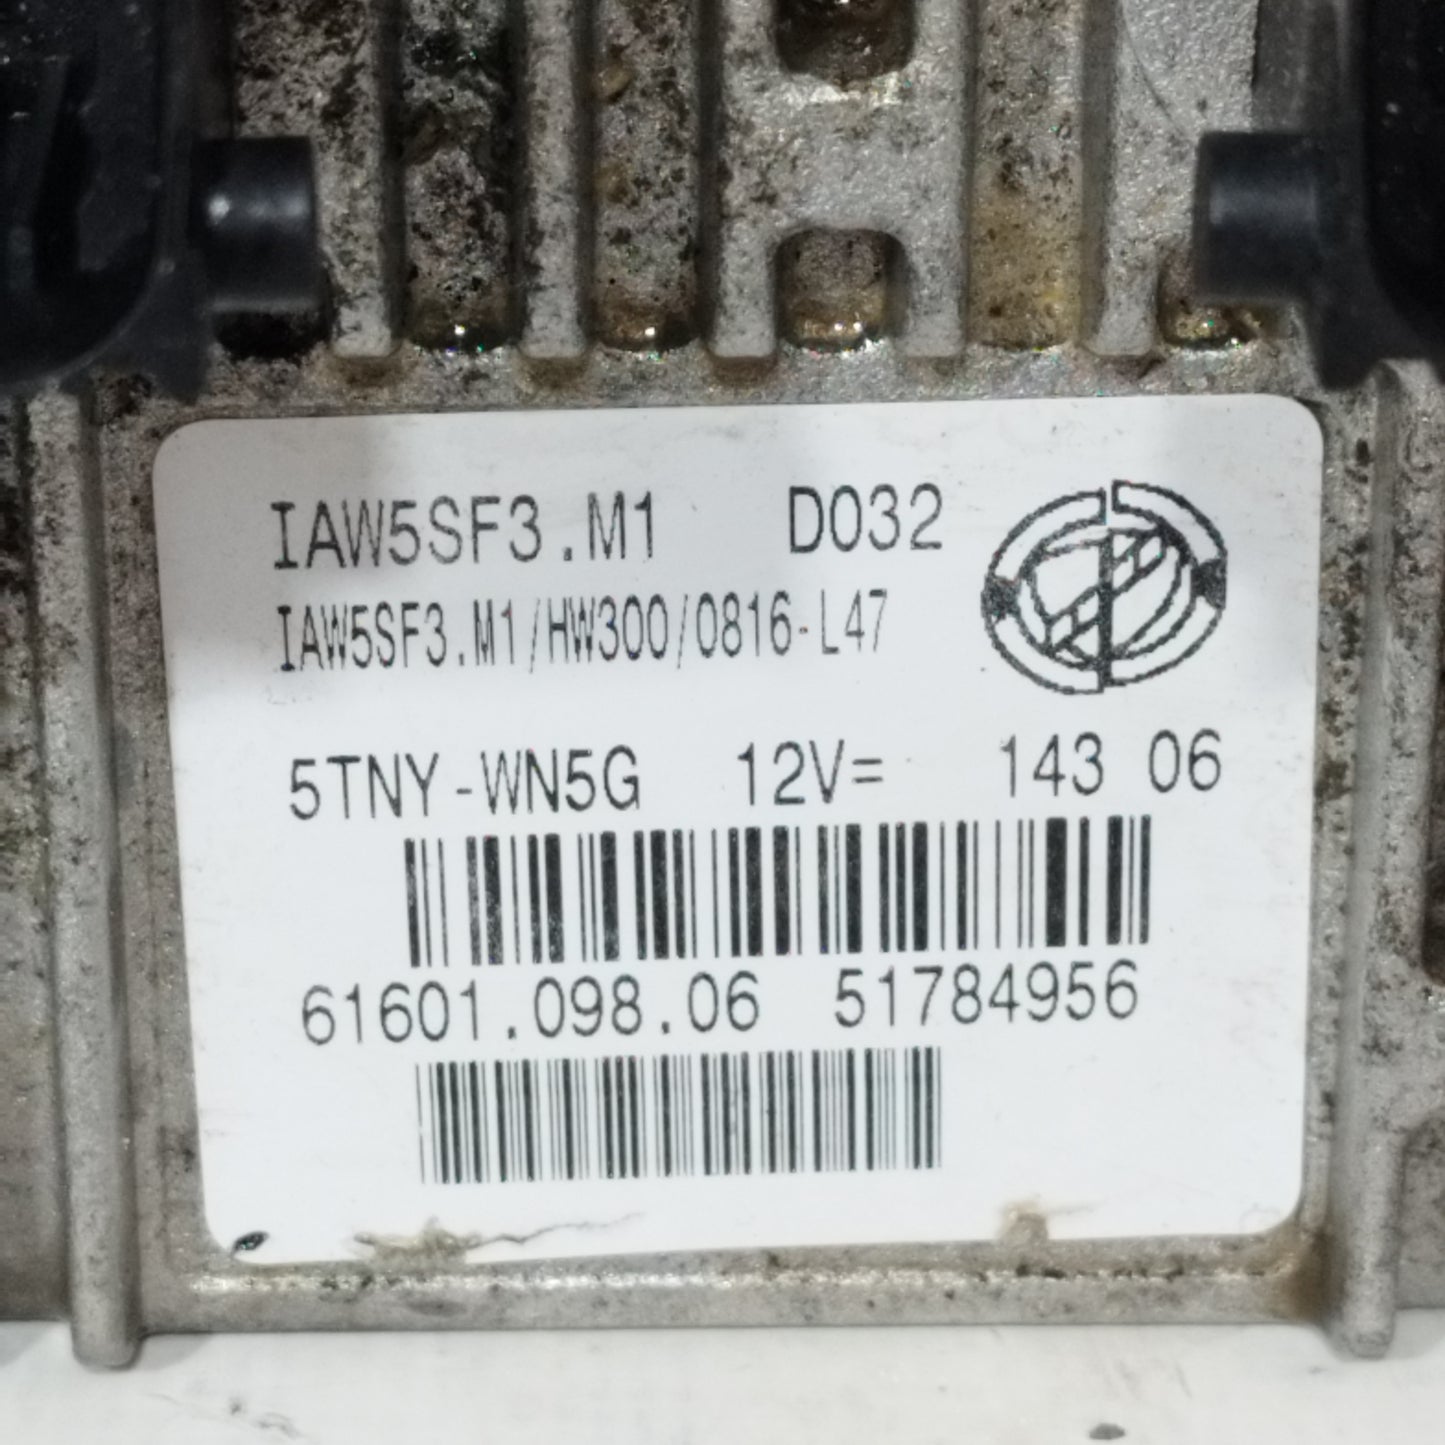 IAW5SF3.M1 D032
IAW5SF3.M1/HW300/0816-L47
5TNY-WN5G 12V= 143 06
61601.098.06 51784956